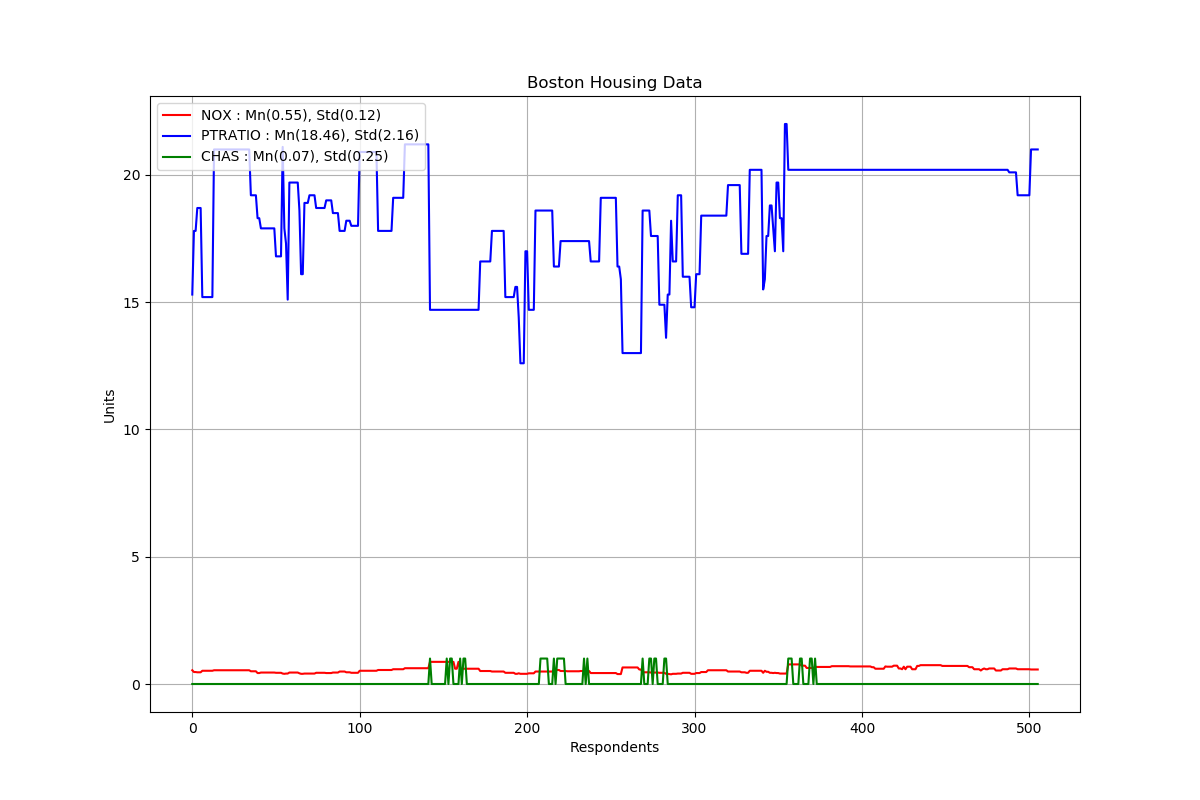 Boston Housing Data
NOX : Mn(0.55), Std(0.12)
PTRATIO : Mn(18.46), Std(2.16)
CHAS : Mn(0.07), Std(0.25)
20
15
10
5
0
Units
0 100 200 300 400 500
Respondents